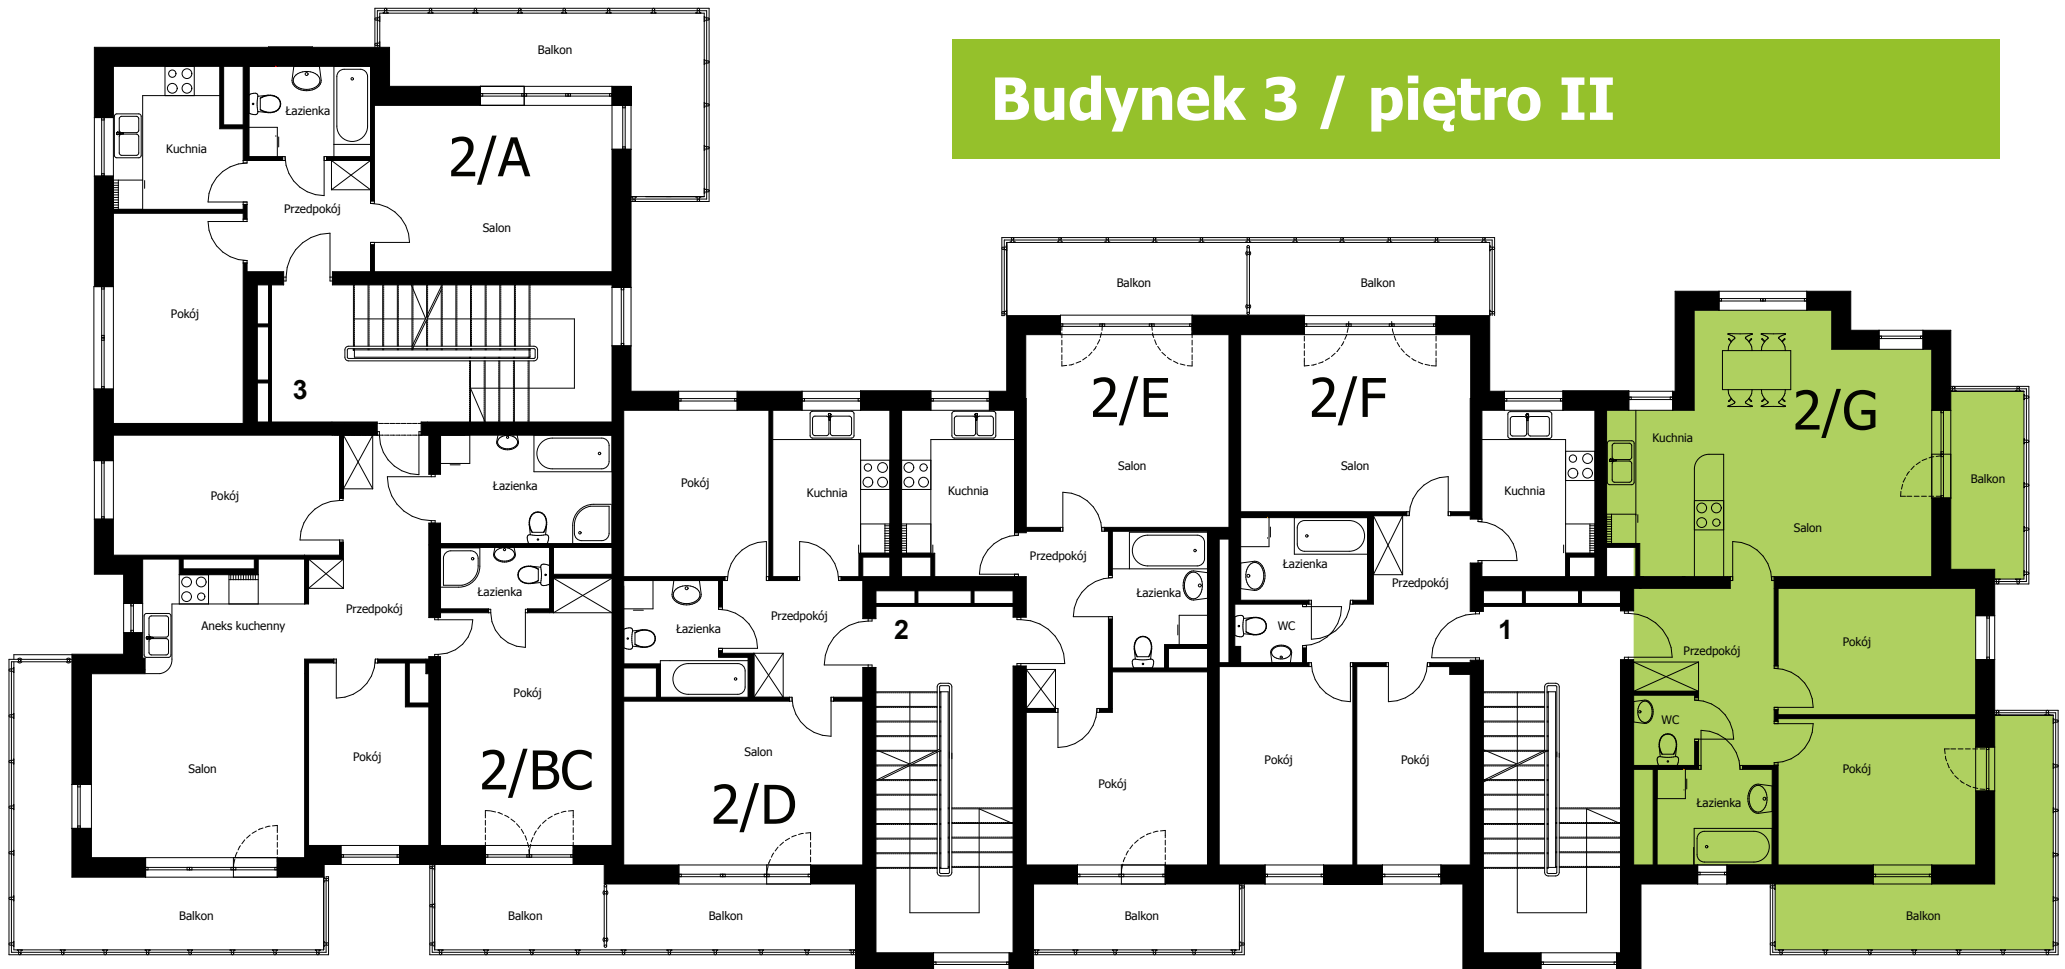 Budynek 3 / piętro II
Balkon
Łazienka
Kuchnia
2/A
Przedpokój
Salon
Pokój
3
Balkon
Balkon
2/E
2/F
2/G
Kuchnia
Salon
Salon
Balkon
Pokój
Łazienka
Pokój
Kuchnia
Kuchnia
Kuchnia
Salon
Przedpokój
Łazienka
Przedpokój
Łazienka
Łazienka
Przedpokój
Przedpokój
Aneks kuchenny
Przedpokój
Łazienka
2
WC
1
Pokój
Przedpokój
Pokój
WC
Salon
Pokój
2/BC
Salon
2/D
Pokój
Pokój
Pokój
Pokój
Łazienka
Balkon
Balkon
Balkon
Balkon
Balkon